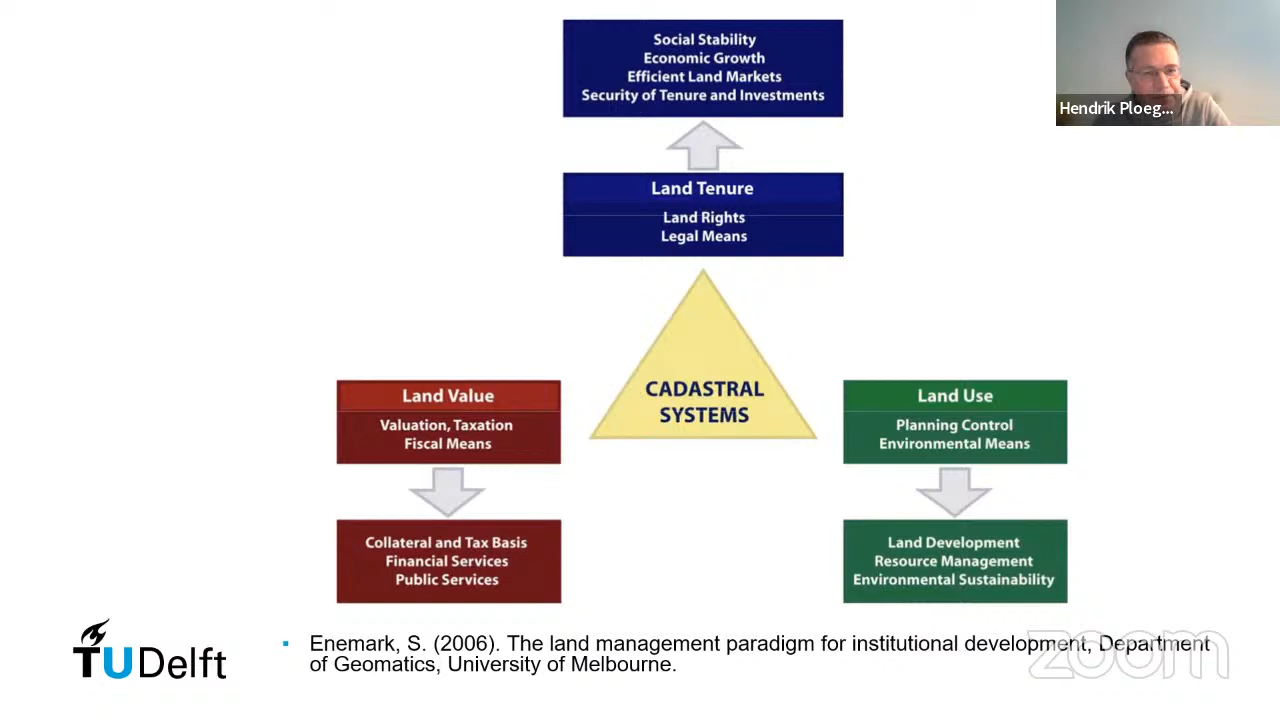 Social Stability
Economic Growth
Efficient Land Markets
Security of Tenure and Investments
Hendrik Ploeg...
Land Tenure
Land Rights
Legal Means
CADASTRAL
SYSTEMS
Land Value
Valuation, Taxation
Fiscal Means
Land Use
Planning Control
Environmental Means
Collateral and Tax Basis
Financial Services
Public Services
Land Development
Resource Management
Environmental Sustainability
TUDelft
▪ Enemark, S. (2006). The land management paradigm for institutional development, Department
of Geomatics, University of Melbourne.
zoom